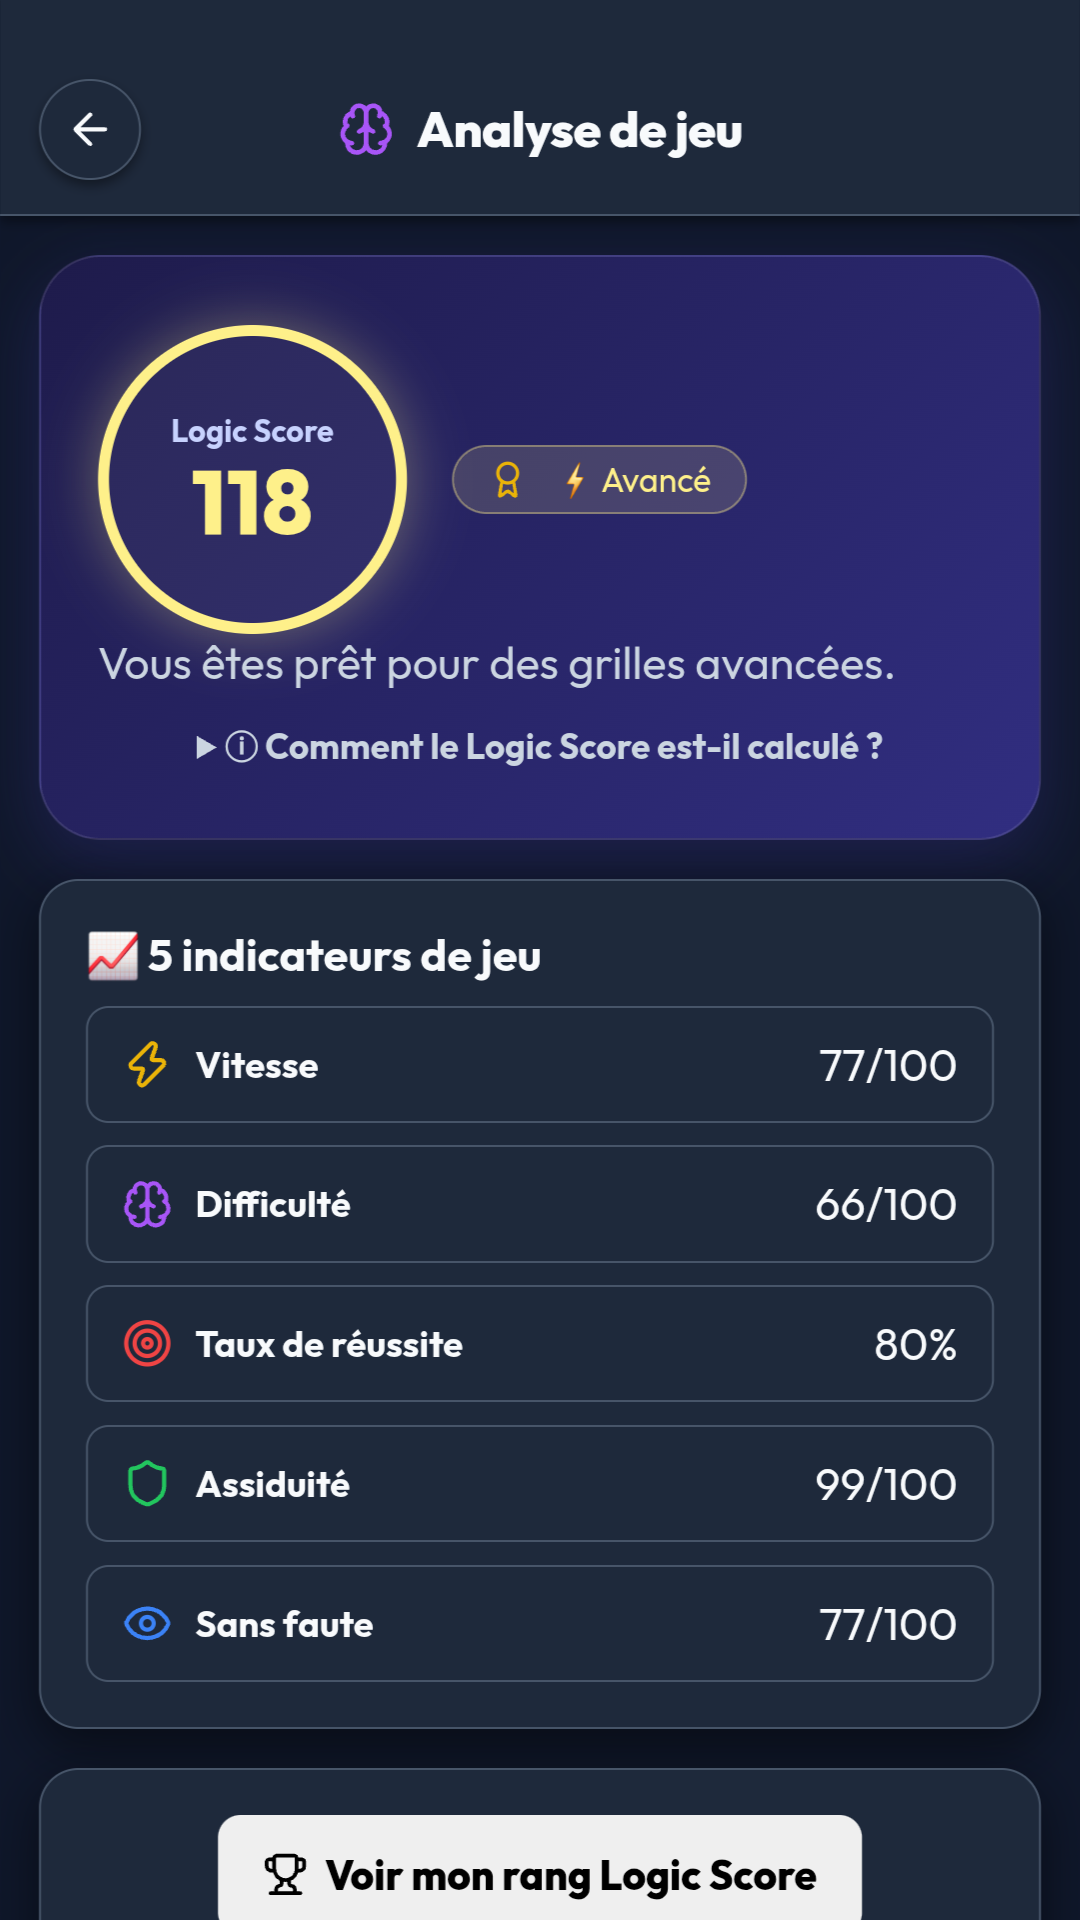 Analyse de jeu
Logic Score
118
⚡ Avancé
Vous êtes prêt pour des grilles avancées.
▶ ⓘ Comment le Logic Score est-il calculé ?
📈 5 indicateurs de jeu
Vitesse 77/100
Difficulté 66/100
Taux de réussite 80%
Assiduité 99/100
Sans faute 77/100
Voir mon rang Logic Score